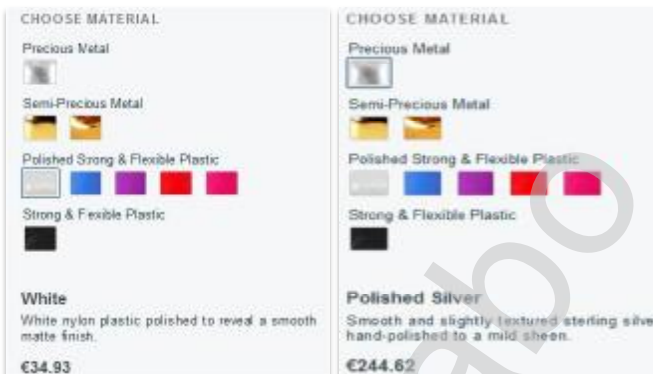 CHOOSE MATERIAL
Precious Metal
Semi-Precious Metal
Polished Strong & Flexible Plastic
Strong & F exible Plastic
White
White nylon plastic polished to reveal a smooth
matte finish.
€34.93
CHOOSE MATERIAL
Precious Metal
Semi-Precious Metal
Polished Strong & Flexible Plastic
Strong & Flexible Plastic
Polished Silver
Smooth and slightly textured sterling silve
hand-polished to a mild sheen.
€244.62